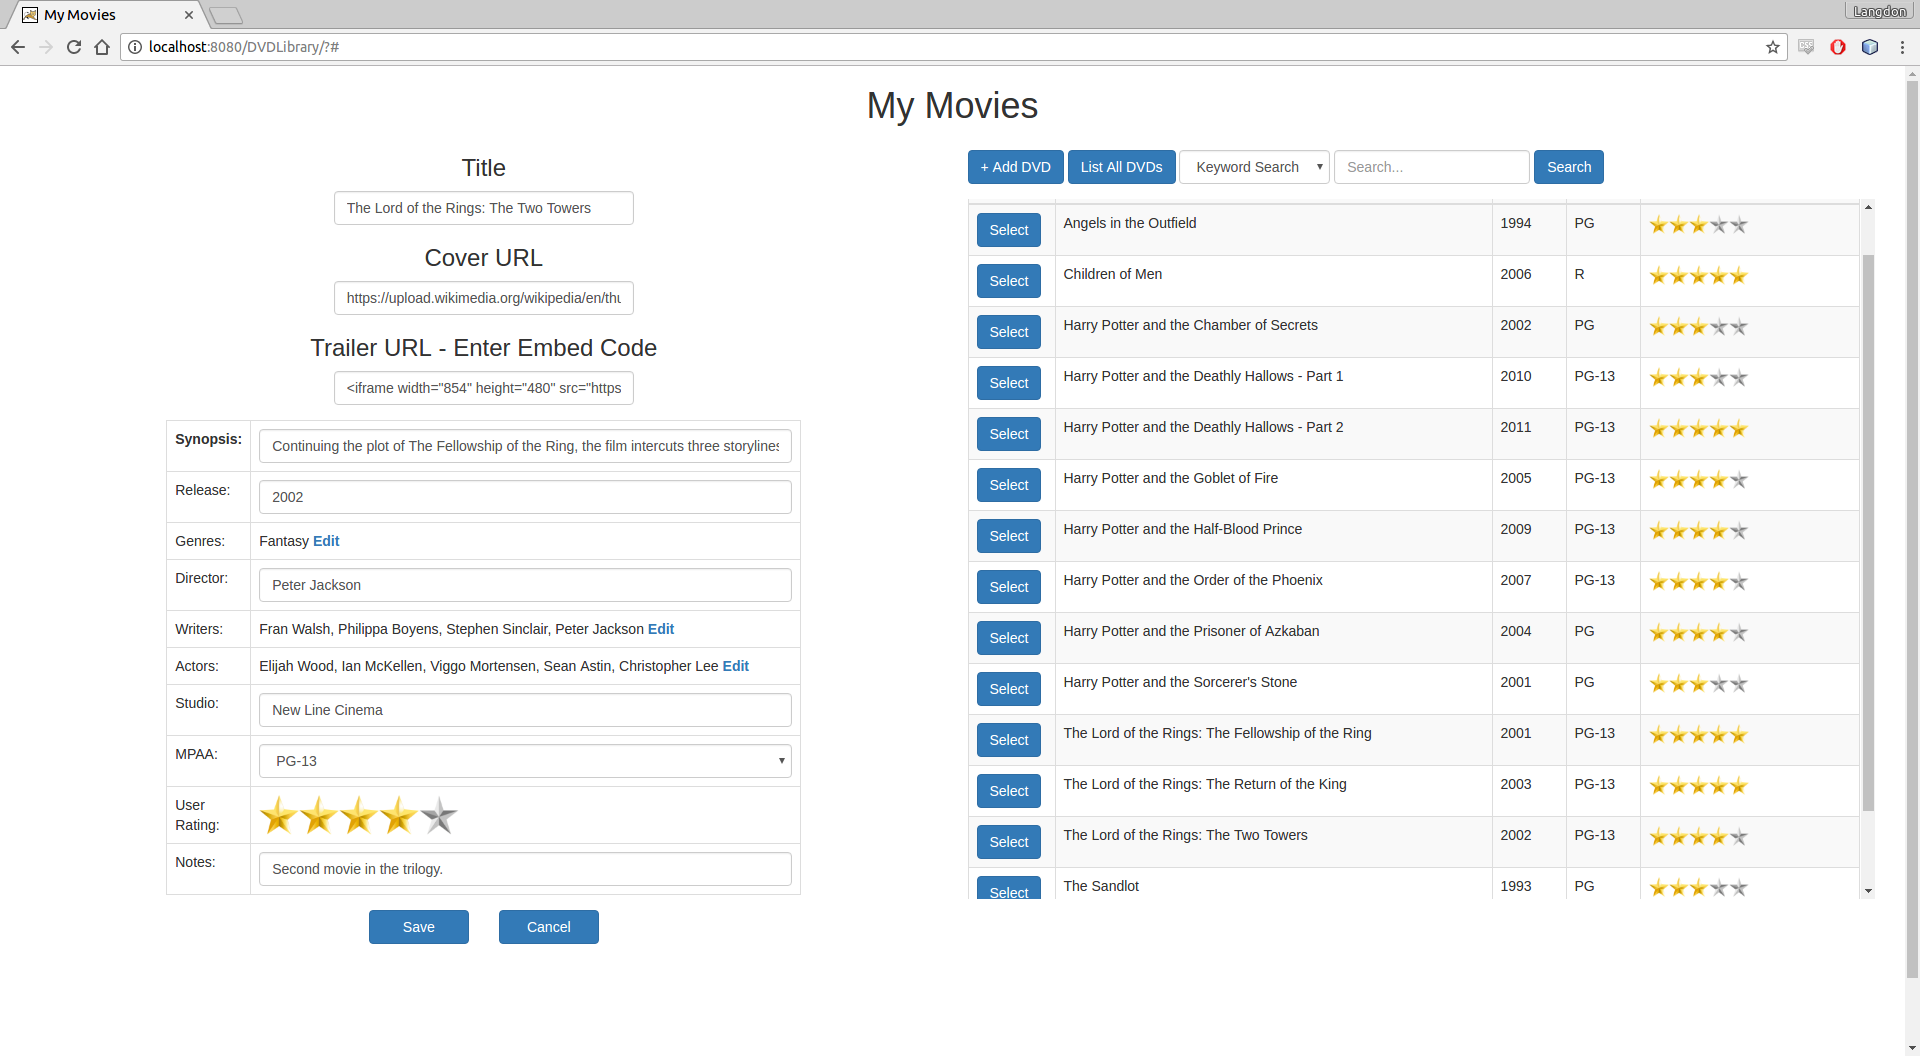 My Movies
Langdon
localhost:8080/DVDLibrary/?#
My Movies
Title
The Lord of the Rings: The Two Towers
Cover URL
https://upload.wikimedia.org/wikipedia/en/thu
Trailer URL - Enter Embed Code
<iframe width="854" height="480" src="https
Synopsis: Continuing the plot of The Fellowship of the Ring, the film intercuts three storylines
Release: 2002
Genres: Fantasy Edit
Director: Peter Jackson
Writers: Fran Walsh, Philippa Boyens, Stephen Sinclair, Peter Jackson Edit
Actors: Elijah Wood, Ian McKellen, Viggo Mortensen, Sean Astin, Christopher Lee Edit
Studio: New Line Cinema
MPAA: PG-13
User
Rating:
Notes: Second movie in the trilogy.
Save Cancel
+ Add DVD List All DVDs Keyword Search Search... Search
Select Angels in the Outfield 1994 PG
Select Children of Men 2006 R
Select Harry Potter and the Chamber of Secrets 2002 PG
Select Harry Potter and the Deathly Hallows - Part 1 2010 PG-13
Select Harry Potter and the Deathly Hallows - Part 2 2011 PG-13
Select Harry Potter and the Goblet of Fire 2005 PG-13
Select Harry Potter and the Half-Blood Prince 2009 PG-13
Select Harry Potter and the Order of the Phoenix 2007 PG-13
Select Harry Potter and the Prisoner of Azkaban 2004 PG
Select Harry Potter and the Sorcerer's Stone 2001 PG
Select The Lord of the Rings: The Fellowship of the Ring 2001 PG-13
Select The Lord of the Rings: The Return of the King 2003 PG-13
Select The Lord of the Rings: The Two Towers 2002 PG-13
Select The Sandlot 1993 PG